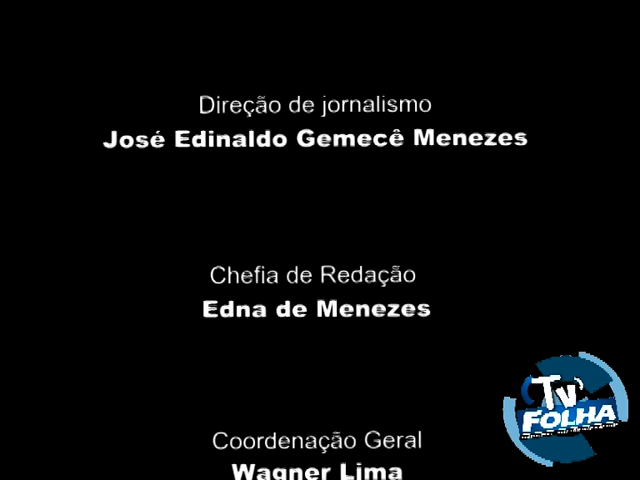 Direção de jornalismo
José Edinaldo Gemecê Menezes
Chefia de Redação
Edna de Menezes
Coordenação Geral
Wagner Lima
TV
FOLHA